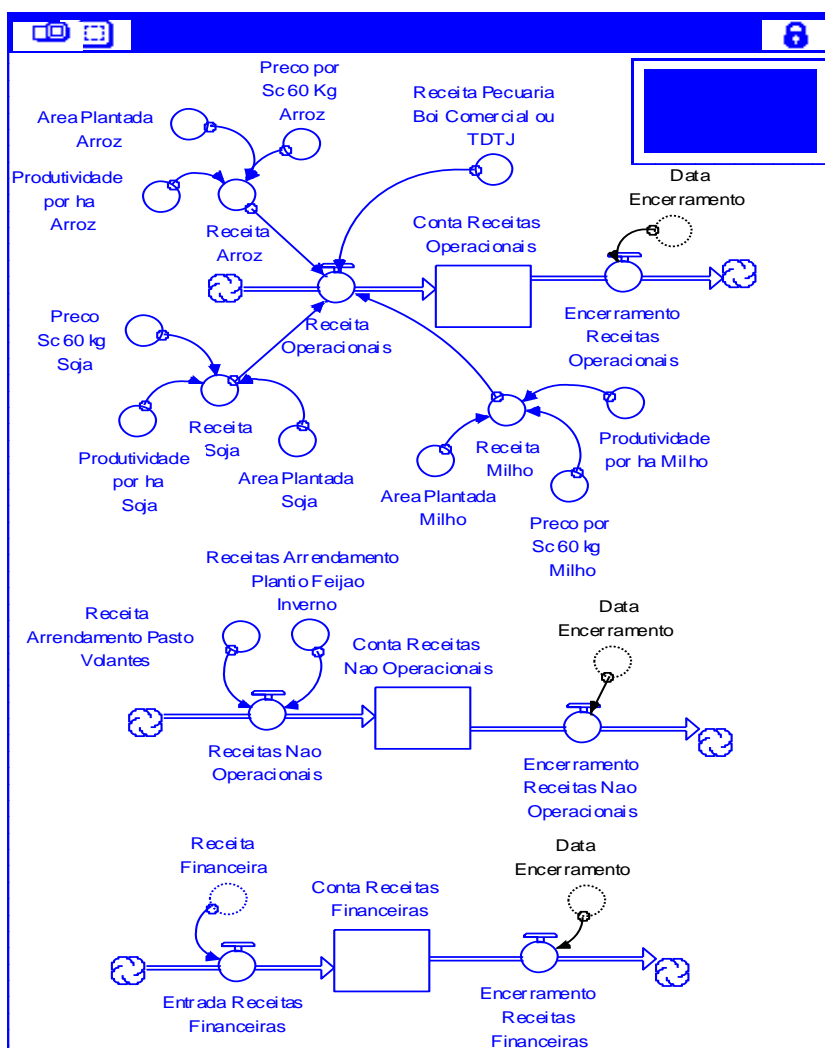 Preco por
Sc 60 Kg
Arroz
Area Plantada
Arroz
Produtividade
por ha
Arroz
Receita
Arroz
Receita Pecuaria
Boi Comercial ou
TDTJ
Data
Encerramento
Conta Receitas
Operacionais
Receita
Operacionais
Encerramento
Receitas
Operacionais
Preco
Sc 60 kg
Soja
Receita
Soja
Produtividade
por ha
Soja
Area Plantada
Soja
Receita
Milho
Produtividade
por ha Milho
Area Plantada
Milho
Preco por
Sc 60 kg
Milho
Receitas Arrendamento
Plantio Feijao
Inverno
Receita
Arrendamento Pasto
Volantes
Conta Receitas
Nao Operacionais
Data
Encerramento
Receitas Nao
Operacionais
Encerramento
Receitas Nao
Operacionais
Receita
Financeira
Conta Receitas
Financeiras
Data
Encerramento
Entrada Receitas
Financeiras
Encerramento
Receitas
Financeiras